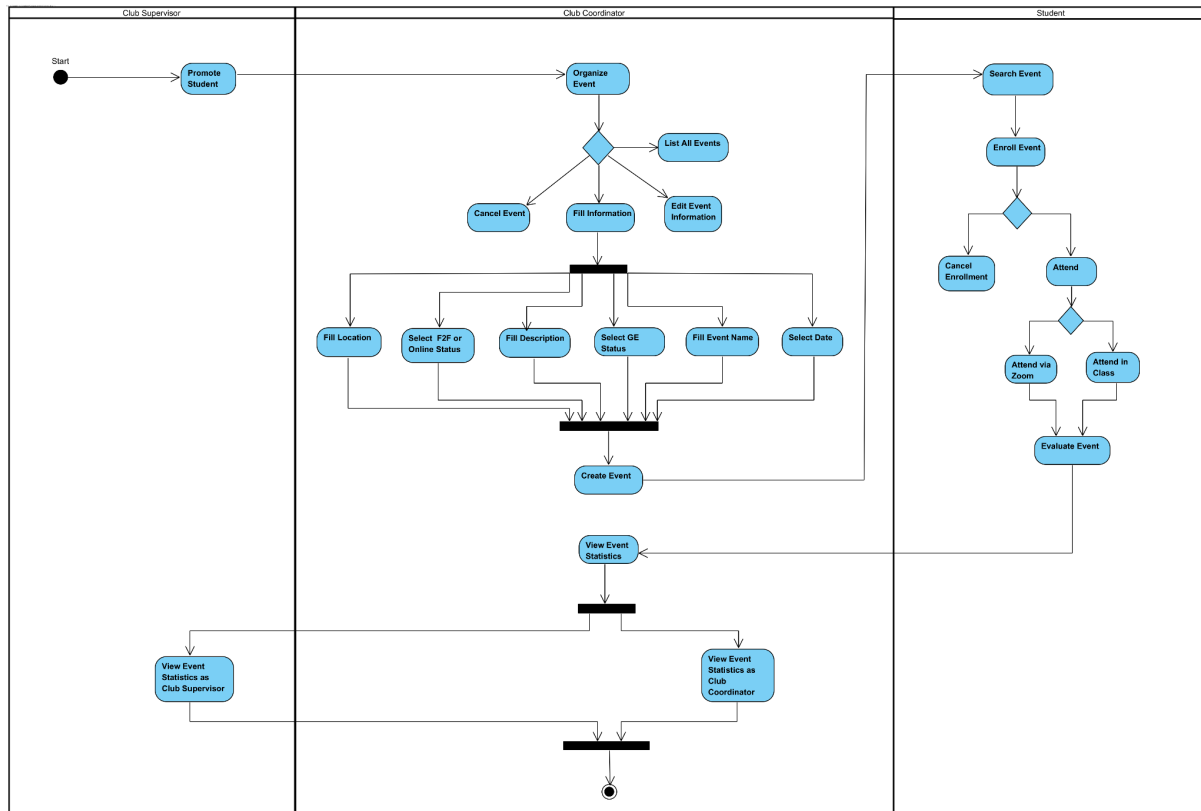 Club Supervisor
Club Coordinator
Student
Start
Promote
Student
Organize
Event
Search Event
List All Events
Enroll Event
Cancel Event
Fill Information
Edit Event
Information
Cancel
Enrollment
Attend
Fill Location
Select F2F or
Online Status
Fill Description
Select GE
Status
Fill Event Name
Select Date
Attend via
Zoom
Attend in
Class
Evaluate Event
Create Event
View Event
Statistics
View Event
Statistics as
Club Supervisor
View Event
Statistics as
Club
Coordinator